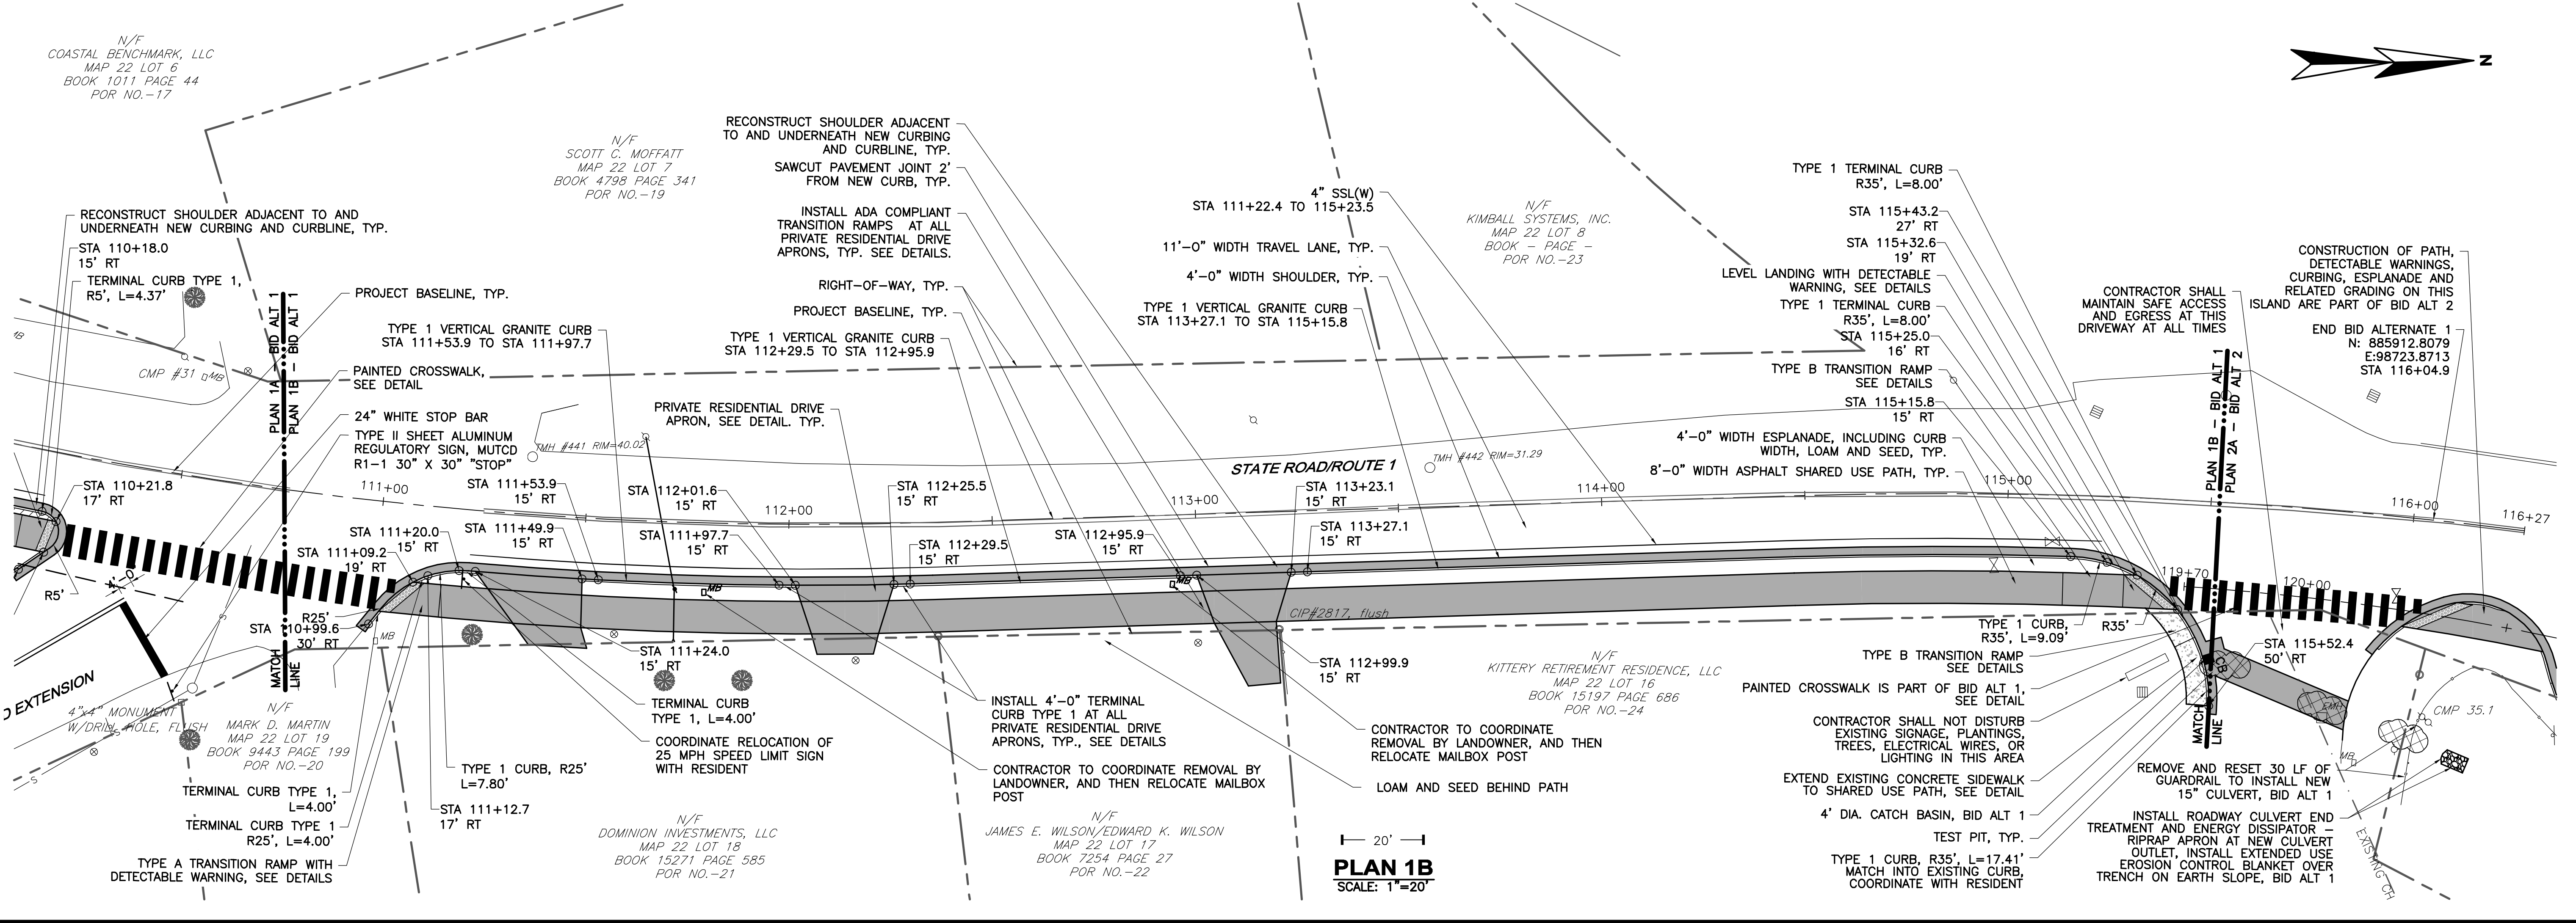 N/F
COASTAL BENCHMARK, LLC
MAP 22 LOT 6
BOOK 1011 PAGE 44
POR NO.-17
RECONSTRUCT SHOULDER ADJACENT TO AND
UNDERNEATH NEW CURBING AND CURBLINE, TYP.
STA 110+18.0
15' RT
TERMINAL CURB TYPE 1,
R5', L=4.37'
CMP #31
MB
MB
STA 110+21.8
17' RT
R5'
4'-0"
PLAN 1A - BID ALT 1
PLAN 1B - BID ALT 1
PROJECT BASELINE, TYP.
TYPE 1 VERTICAL GRANITE CURB
STA 111+53.9 TO STA 111+97.7
PAINTED CROSSWALK,
SEE DETAIL
24" WHITE STOP BAR
TYPE II SHEET ALUMINUM
REGULATORY SIGN, MUTCD
R1-1 30" X 30" "STOP"
111+00
N/F
SCOTT C. MOFFATT
MAP 22 LOT 7
BOOK 4798 PAGE 341
POR NO.-19
RECONSTRUCT SHOULDER ADJACENT
TO AND UNDERNEATH NEW CURBING
AND CURBLINE, TYP.
SAWCUT PAVEMENT JOINT 2'
FROM NEW CURB, TYP.
INSTALL ADA COMPLIANT
TRANSITION RAMPS AT ALL
PRIVATE RESIDENTIAL DRIVE
APRONS, TYP. SEE DETAILS.
RIGHT-OF-WAY, TYP.
PROJECT BASELINE, TYP.
TYPE 1 VERTICAL GRANITE CURB
STA 112+29.5 TO STA 112+95.9
PRIVATE RESIDENTIAL DRIVE
APRON, SEE DETAIL. TYP.
TMH #441 RIM=40.02
4" SSL(W)
STA 111+22.4 TO 115+23.5
11'-0" WIDTH TRAVEL LANE, TYP.
4'-0" WIDTH SHOULDER, TYP.
TYPE 1 VERTICAL GRANITE CURB
STA 113+27.1 TO STA 115+15.8
N/F
KIMBALL SYSTEMS, INC.
MAP 22 LOT 8
BOOK - PAGE -
POR NO.-23
STATE ROAD/ROUTE 1
TMH #442 RIM=31.29
TYPE 1 TERMINAL CURB
R35', L=8.00'
STA 115+43.2
27' RT
STA 115+32.6
19' RT
LEVEL LANDING WITH DETECTABLE
WARNING, SEE DETAILS
TYPE 1 TERMINAL CURB
R35', L=8.00'
STA 115+25.0
16' RT
TYPE B TRANSITION RAMP
SEE DETAILS
STA 115+15.8
15' RT
4'-0" WIDTH ESPLANADE, INCLUDING CURB
WIDTH, LOAM AND SEED, TYP.
8'-0" WIDTH ASPHALT SHARED USE PATH, TYP.
N
CONTRACTOR SHALL
MAINTAIN SAFE ACCESS
AND EGRESS AT THIS
DRIVEWAY AT ALL TIMES
CONSTRUCTION OF PATH,
DETECTABLE WARNINGS,
CURBING, ESPLANADE AND
RELATED GRADING ON THIS
ISLAND ARE PART OF BID ALT 2
END BID ALTERNATE 1
N: 885912.8079
E:98723.8713
STA 116+04.9
PLAN 1B - BID ALT 1
PLAN 2A - BID ALT 2
STA 111+53.9
15' RT
STA 112+01.6
15' RT
STA 112+25.5
15' RT
STA 113+23.1
15' RT
112+00
113+00
114+00
115+00
116+00
116+27
STA 111+20.0
15' RT
STA 111+49.9
15' RT
STA 111+97.7
15' RT
STA 112+29.5
15' RT
STA 112+95.9
15' RT
STA 113+27.1
15' RT
STA 111+09.2
19' RT
R25'
STA 110+99.6
30' RT
MB
MB
MB
CIP#2817, flush
119+70
120+00
MATCH
LINE
D EXTENSION
4"x4" MONUMENT
W/DRILL HOLE, FLUSH
S
S
S
S
N/F
MARK D. MARTIN
MAP 22 LOT 19
BOOK 9443 PAGE 199
POR NO.-20
TERMINAL CURB TYPE 1,
L=4.00'
TERMINAL CURB TYPE 1
R25', L=4.00'
TYPE A TRANSITION RAMP WITH
DETECTABLE WARNING, SEE DETAILS
TYPE 1 CURB, R25'
L=7.80'
STA 111+12.7
17' RT
STA 111+24.0
15' RT
TERMINAL CURB
TYPE 1, L=4.00'
COORDINATE RELOCATION OF
25 MPH SPEED LIMIT SIGN
WITH RESIDENT
N/F
DOMINION INVESTMENTS, LLC
MAP 22 LOT 18
BOOK 15271 PAGE 585
POR NO.-21
INSTALL 4'-0" TERMINAL
CURB TYPE 1 AT ALL
PRIVATE RESIDENTIAL DRIVE
APRONS, TYP., SEE DETAILS
CONTRACTOR TO COORDINATE REMOVAL BY
LANDOWNER, AND THEN RELOCATE MAILBOX
POST
N/F
JAMES E. WILSON/EDWARD K. WILSON
MAP 22 LOT 17
BOOK 7254 PAGE 27
POR NO.-22
STA 112+99.9
15' RT
CONTRACTOR TO COORDINATE
REMOVAL BY LANDOWNER, AND THEN
RELOCATE MAILBOX POST
LOAM AND SEED BEHIND PATH
20'
PLAN 1B
SCALE: 1"=20'
N/F
KITTERY RETIREMENT RESIDENCE, LLC
MAP 22 LOT 16
BOOK 15197 PAGE 686
POR NO.-24
TYPE 1 CURB,
R35', L=9.09'
R35'
TYPE B TRANSITION RAMP
SEE DETAILS
PAINTED CROSSWALK IS PART OF BID ALT 1,
SEE DETAIL
CONTRACTOR SHALL NOT DISTURB
EXISTING SIGNAGE, PLANTINGS,
TREES, ELECTRICAL WIRES, OR
LIGHTING IN THIS AREA
EXTEND EXISTING CONCRETE SIDEWALK
TO SHARED USE PATH, SEE DETAIL
4' DIA. CATCH BASIN, BID ALT 1
TEST PIT, TYP.
TYPE 1 CURB, R35', L=17.41'
MATCH INTO EXISTING CURB,
COORDINATE WITH RESIDENT
STA 115+52.4
50' RT
CB
EMH
MATCH
LINE
CMP 35.1
MB
REMOVE AND RESET 30 LF OF
GUARDRAIL TO INSTALL NEW
15" CULVERT, BID ALT 1
INSTALL ROADWAY CULVERT END
TREATMENT AND ENERGY DISSIPATOR -
RIPRAP APRON AT NEW CULVERT
OUTLET, INSTALL EXTENDED USE
EROSION CONTROL BLANKET OVER
TRENCH ON EARTH SLOPE, BID ALT 1
EXISTING CH